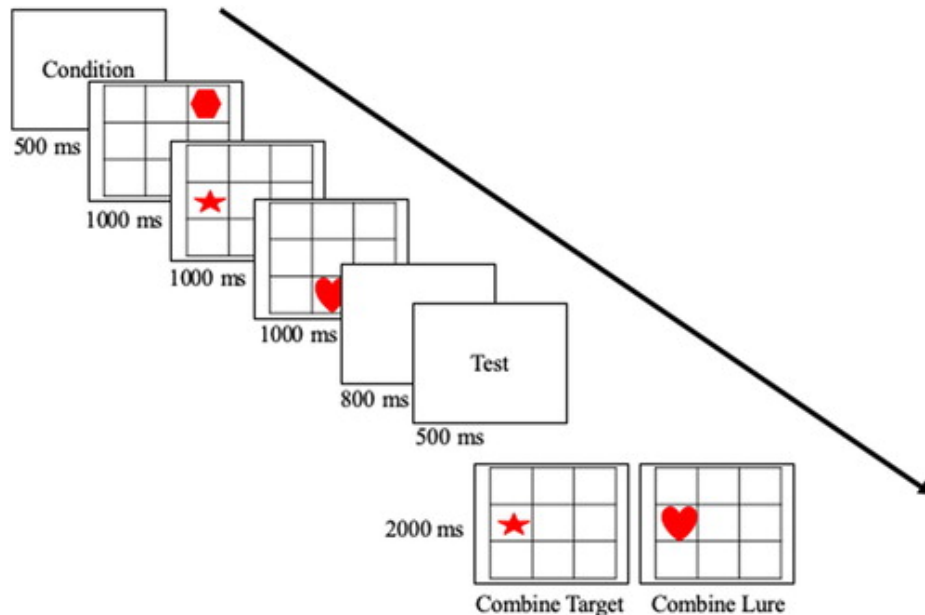 Condition
500 ms
1000 ms
1000 ms
1000 ms
800 ms
Test
500 ms
2000 ms
Combine Target
Combine Lure